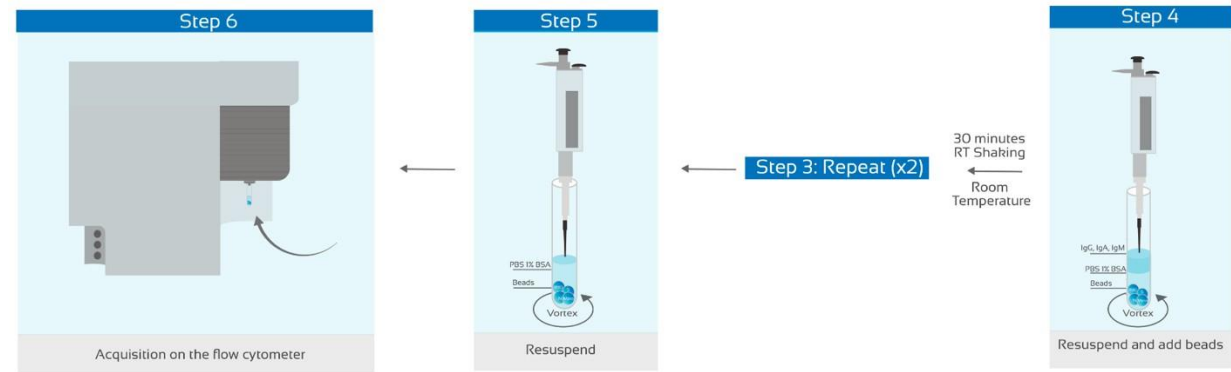 Step 6
Acquisition on the flow cytometer
Step 5
PBS 1% BSA
Beads
Vortex
Resuspend
Step 3: Repeat (x2)
30 minutes
RT Shaking
Room
Temperature
Step 4
IgG, IgA, IgM
PBS 1% BSA
Beads
Vortex
Resuspend and add beads